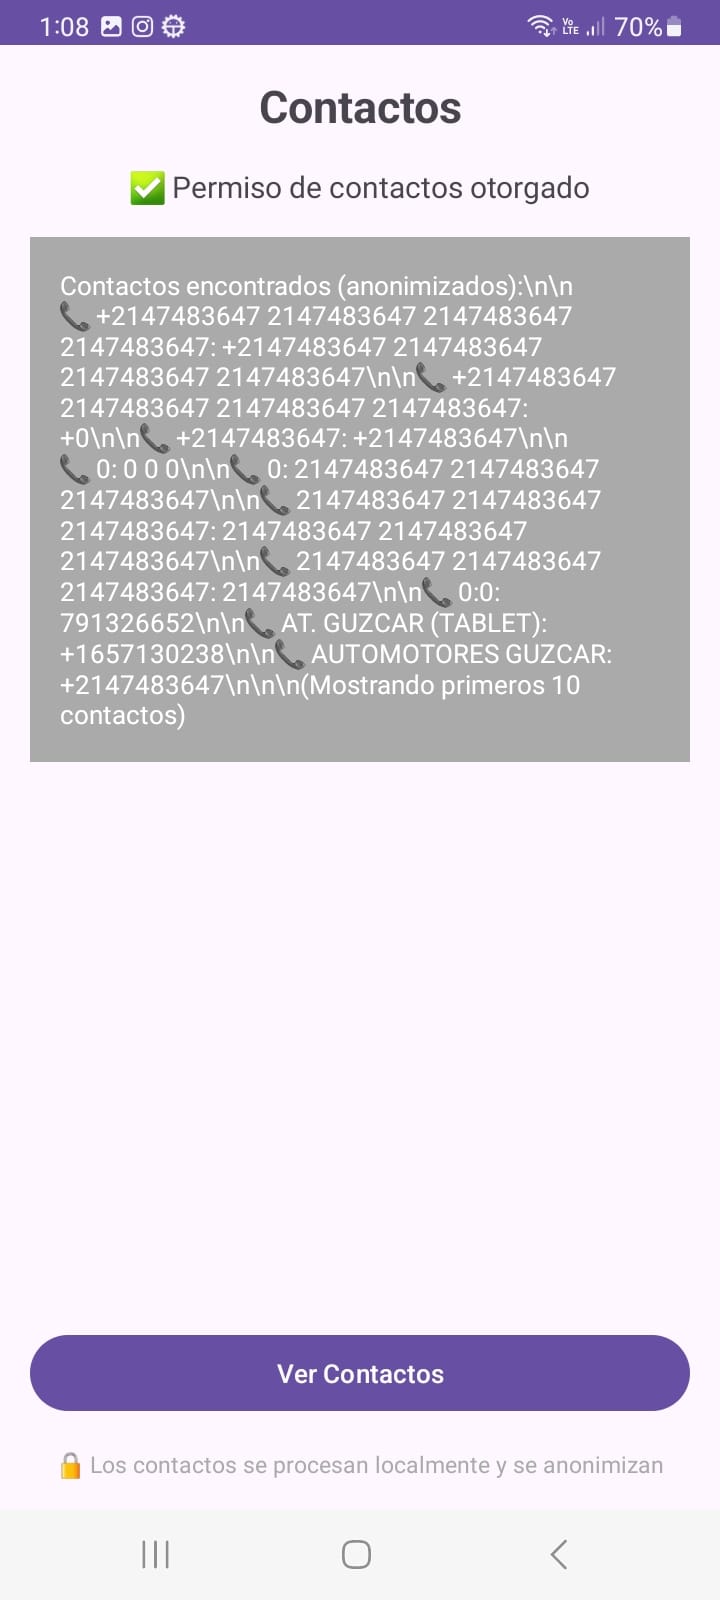 1:08 Vo LTE 70%
Contactos
✅ Permiso de contactos otorgado
Contactos encontrados (anonimizados):\n\n
📞 +2147483647 2147483647 2147483647
2147483647: +2147483647 2147483647
2147483647 2147483647\n\n📞 +2147483647
2147483647 2147483647 2147483647:
+0\n\n📞 +2147483647: +2147483647\n\n
📞 0: 0 0 0\n\n📞 0: 2147483647 2147483647
2147483647\n\n📞 2147483647 2147483647
2147483647: 2147483647 2147483647
2147483647\n\n📞 2147483647 2147483647
2147483647: 2147483647\n\n📞 0:0:
791326652\n\n📞 AT. GUZCAR (TABLET):
+1657130238\n\n📞 AUTOMOTORES GUZCAR:
+2147483647\n\n\n(Mostrando primeros 10
contactos)
Ver Contactos
🔒 Los contactos se procesan localmente y se anonimizan